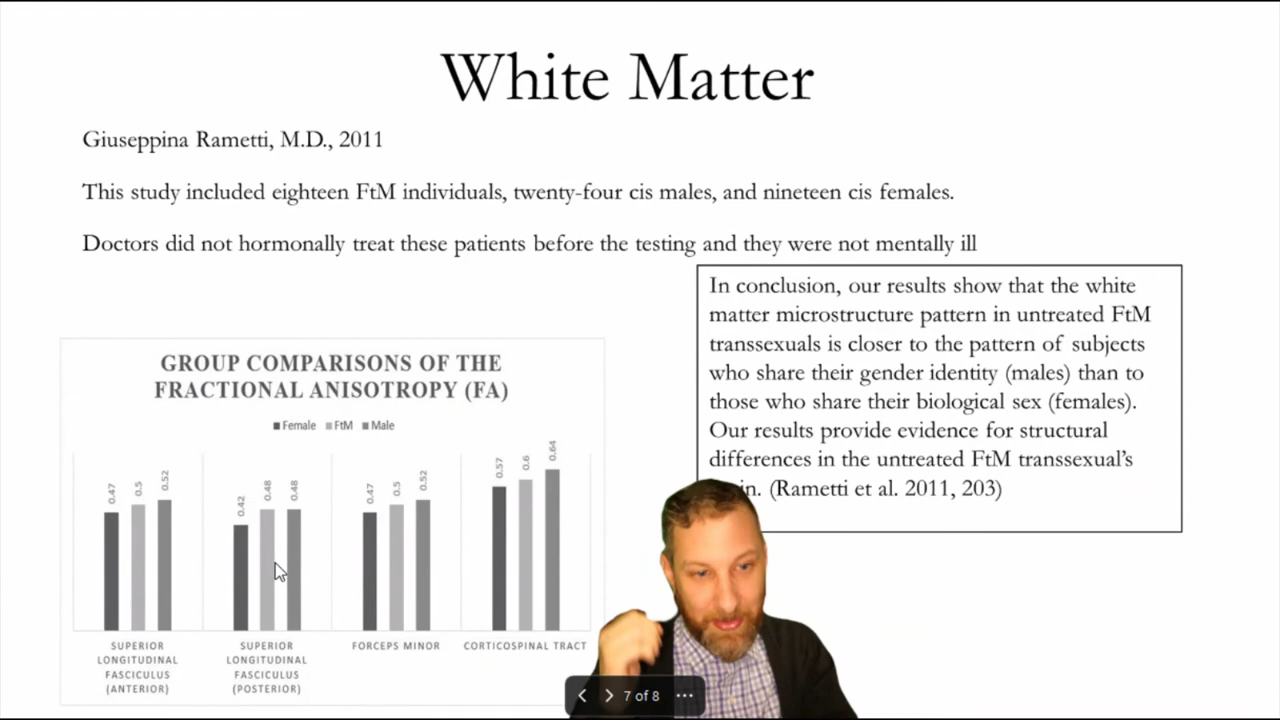 White Matter
Giuseppina Rametti, M.D., 2011
This study included eighteen FtM individuals, twenty-four cis males, and nineteen cis females.
Doctors did not hormonally treat these patients before the testing and they were not mentally ill
In conclusion, our results show that the white
matter microstructure pattern in untreated FtM
transsexuals is closer to the pattern of subjects
who share their gender identity (males) than to
those who share their biological sex (females).
Our results provide evidence for structural
differences in the untreated FtM transsexual's
(Rametti et al. 2011, 203)
GROUP COMPARISONS OF THE
FRACTIONAL ANISOTROPY (FA)
Female FtM Male
0.47 0.5 0.52 0.42 0.48 0.48 0.47 0.5 0.52 0.57 0.6 0.64
SUPERIOR
LONGITUDINAL
FASCICULUS
(ANTERIOR)
SUPERIOR
LONGITUDINAL
FASCICULUS
(POSTERIOR)
FORCEPS MINOR
CORTICOSPINAL TRACT
7 of 8